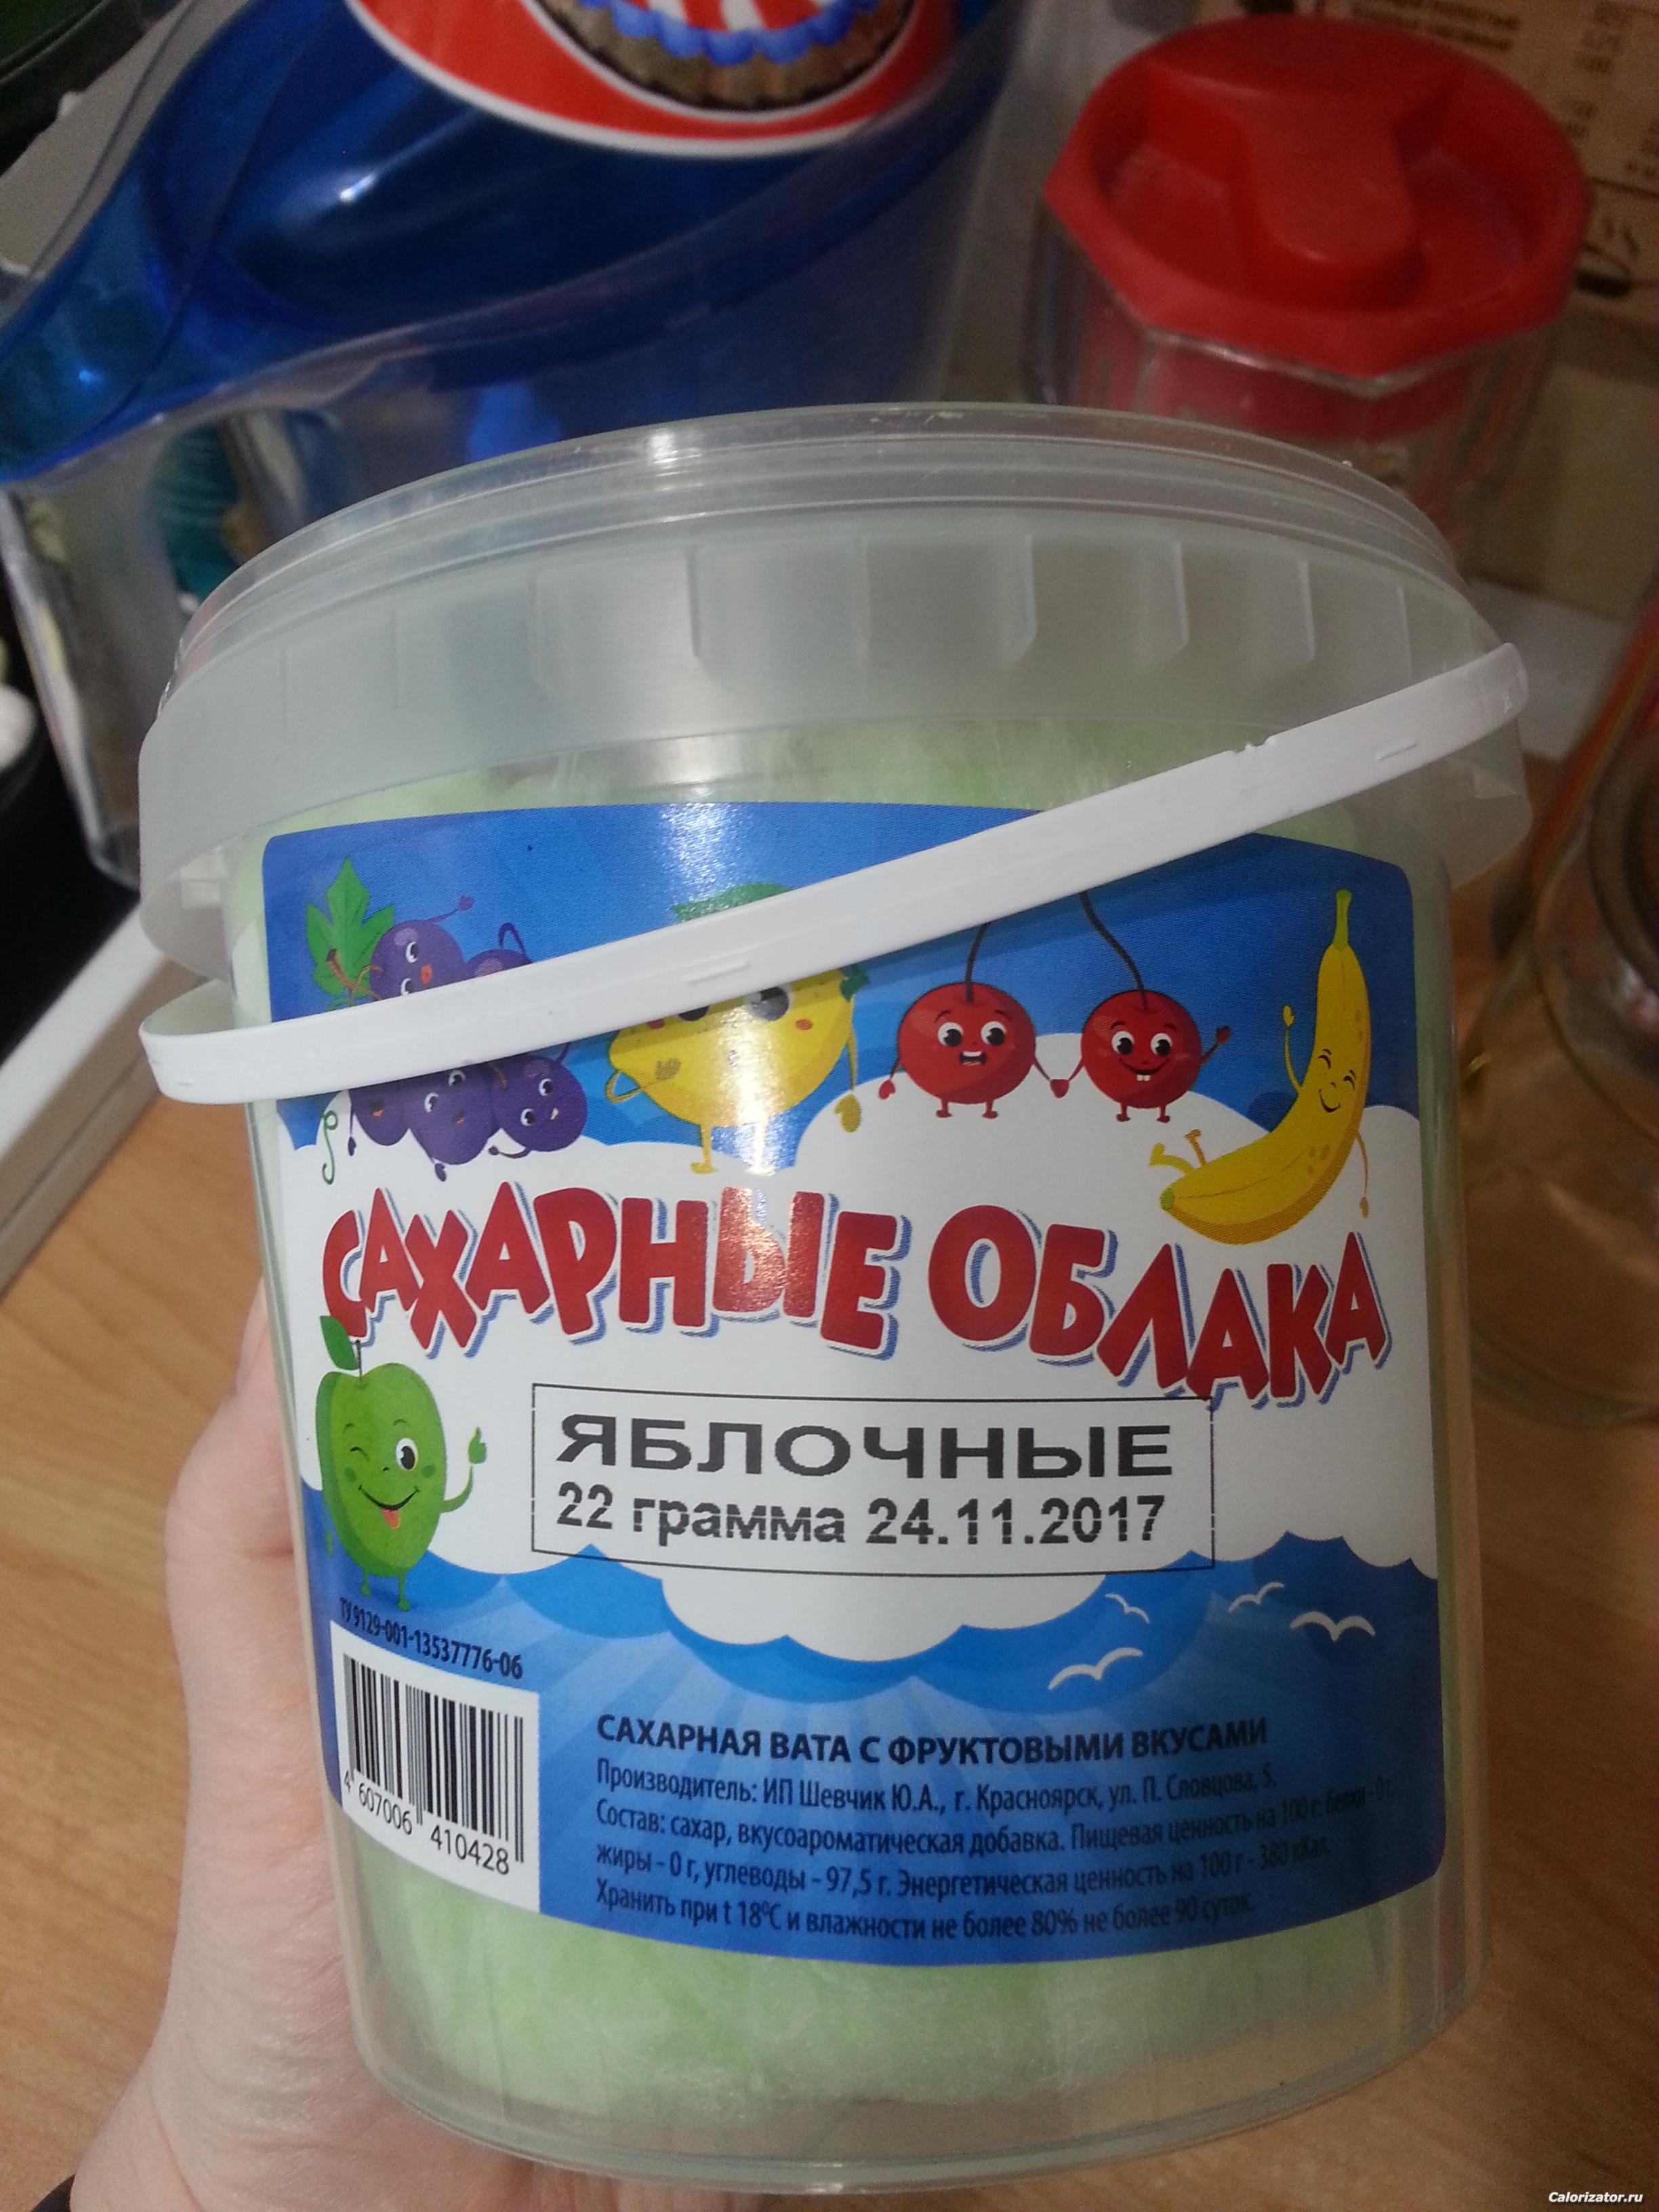 САХАРНЫЕ ОБЛАКА
ЯБЛОЧНЫЕ
22 грамма 24.11.2017
ТУ 9129-001-13537776-06
4 607006 410428
САХАРНАЯ ВАТА С ФРУКТОВЫМИ ВКУСАМИ
Производитель: ИП Шевчик Ю.А., г. Красноярск, ул. П. Словцова, 5.
Состав: сахар, вкусоароматическая добавка. Пищевая ценность на 100 г: белки - 0 г,
жиры - 0 г, углеводы - 97,5 г. Энергетическая ценность на 100 г - 380 кКал.
Хранить при t 18°С и влажности не более 80% не более 90 суток.
Calorizator.ru